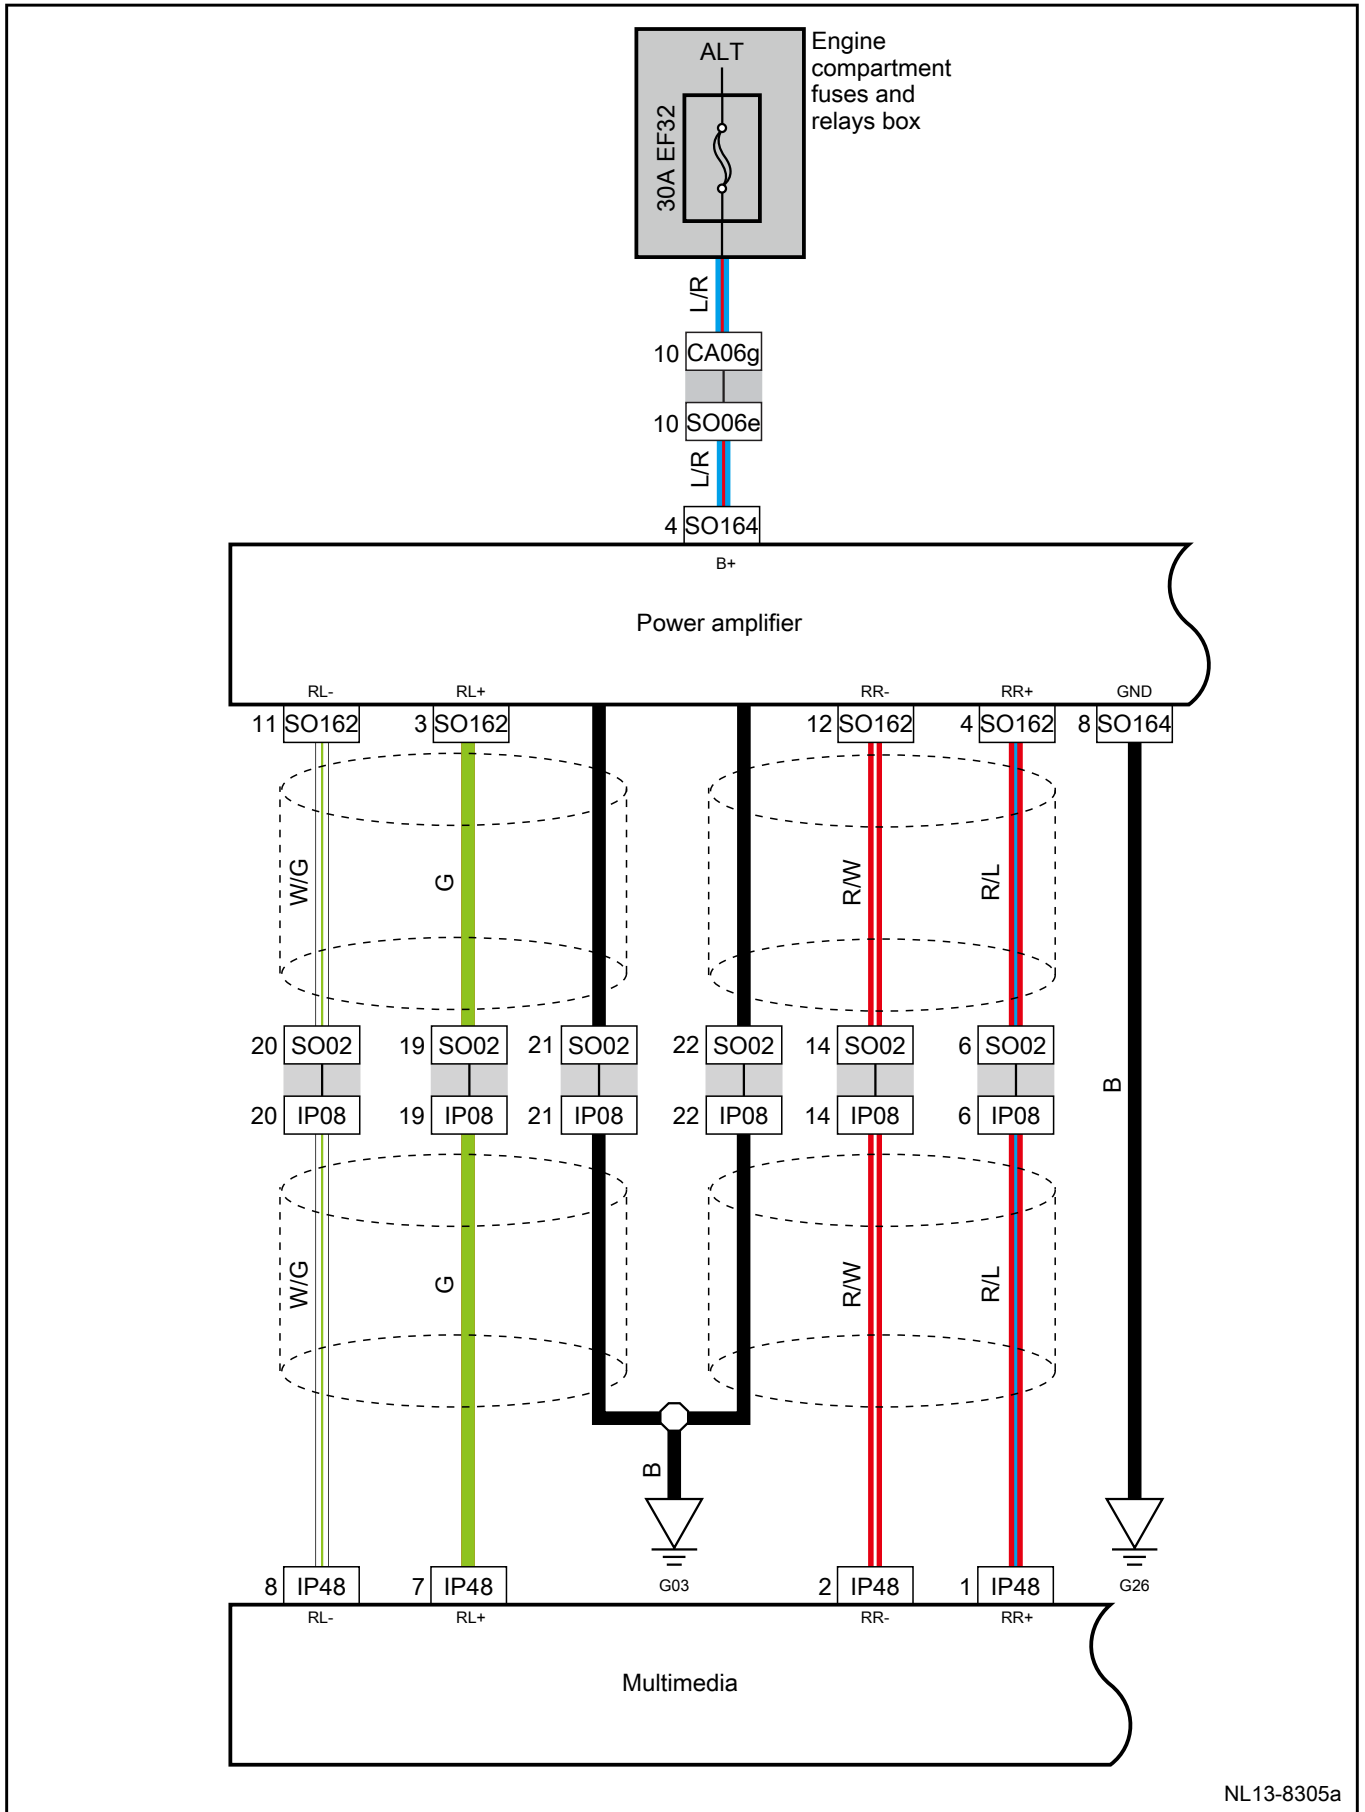 ALT
Engine
compartment
fuses and
relays box
30A EF32
L/R
10 CA06g
10 SO06e
L/R
4 SO164
B+
Power amplifier
RL- RL+ RR- RR+ GND
11 SO162 3 SO162 12 SO162 4 SO162 8 SO164
W/G G R/W R/L
20 SO02 19 SO02 21 SO02 22 SO02 14 SO02 6 SO02
B
20 IP08 19 IP08 21 IP08 22 IP08 14 IP08 6 IP08
W/G G R/W R/L
B
8 IP48 7 IP48 G03 2 IP48 1 IP48 G26
RL- RL+ RR- RR+
Multimedia
NL13-8305a